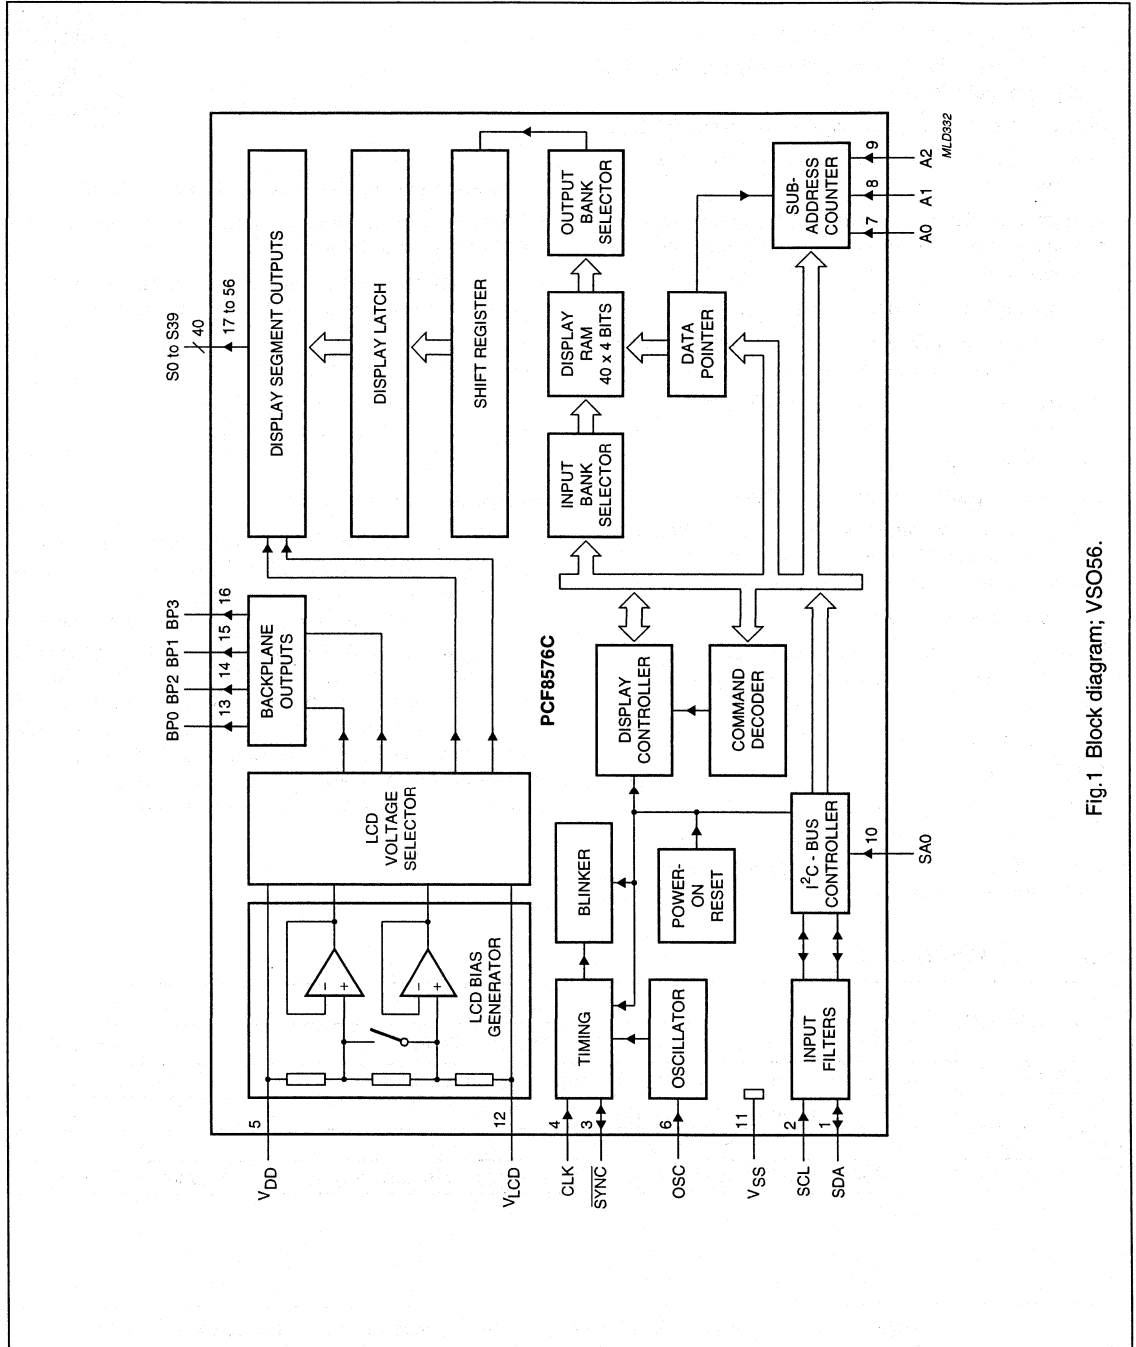 S0 to S39
40
17 to 56
BP0
BP2
BP1
BP3
13
14
15
16
DISPLAY SEGMENT OUTPUTS
BACKPLANE
OUTPUTS
DISPLAY LATCH
SHIFT REGISTER
LCD
VOLTAGE
SELECTOR
LCD BIAS
GENERATOR
-
+
-
+
VDD
5
VLCD
12
CLK
4
SYNC
3
OSC
6
VSS
11
SCL
2
SDA
1
TIMING
BLINKER
OSCILLATOR
POWER-
ON
RESET
INPUT
FILTERS
I2C - BUS
CONTROLLER
10
SA0
PCF8576C
DISPLAY
CONTROLLER
COMMAND
DECODER
INPUT
BANK
SELECTOR
DISPLAY
RAM
40 x 4 BITS
OUTPUT
BANK
SELECTOR
DATA
POINTER
SUB-
ADDRESS
COUNTER
7
8
9
A0
A1
A2
MLD332
Fig.1 Block diagram; VSO56.